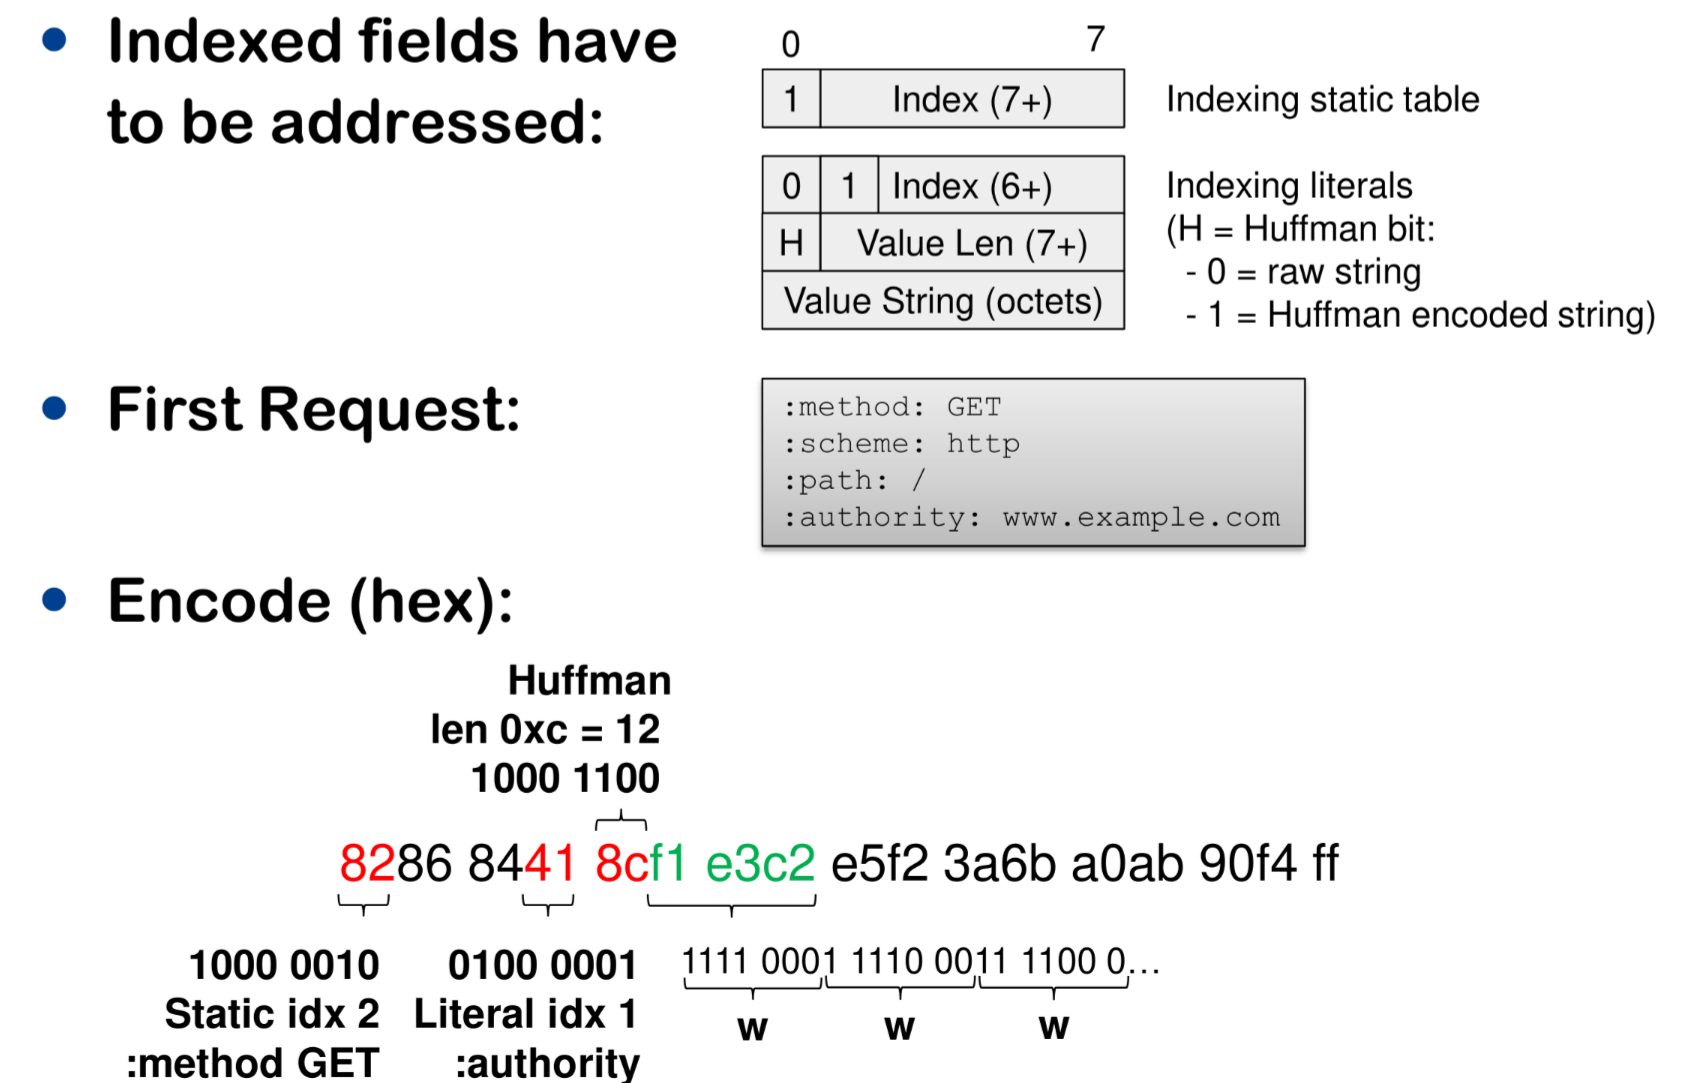 • Indexed fields have
to be addressed:
0 7
1 Index (7+) Indexing static table
0 1 Index (6+) Indexing literals
H Value Len (7+) (H = Huffman bit:
Value String (octets) - 0 = raw string
- 1 = Huffman encoded string)
• First Request:
:method: GET
:scheme: http
:path: /
:authority: www.example.com
• Encode (hex):
Huffman
len 0xc = 12
1000 1100
8286 8441 8cf1 e3c2 e5f2 3a6b a0ab 90f4 ff
1000 0010 0100 0001 1111 0001 1110 0011 1100 0...
Static idx 2 Literal idx 1 w w w
:method GET :authority